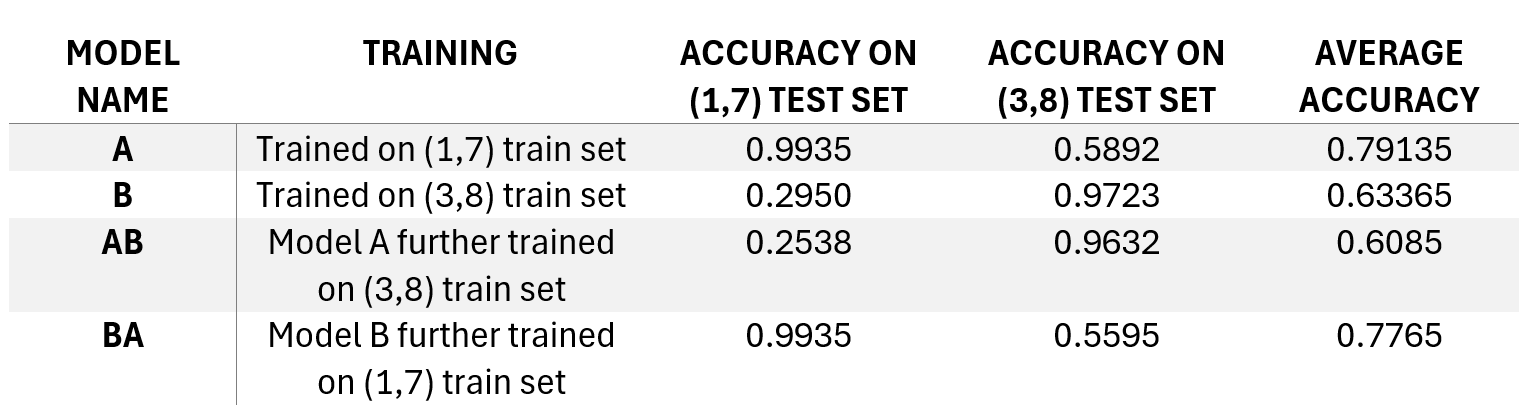 MODEL NAME	TRAINING	ACCURACY ON (1,7) TEST SET	ACCURACY ON (3,8) TEST SET	AVERAGE ACCURACY
A	Trained on (1,7) train set	0.9935	0.5892	0.79135
B	Trained on (3,8) train set	0.2950	0.9723	0.63365
AB	Model A further trained on (3,8) train set	0.2538	0.9632	0.6085
BA	Model B further trained on (1,7) train set	0.9935	0.5595	0.7765